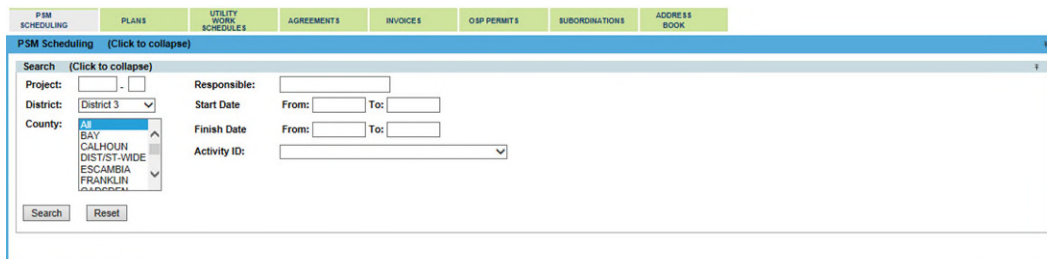 PSM SCHEDULING
PLANS
UTILITY WORK SCHEDULES
AGREEMENTS
INVOICES
OSP PERMITS
SUBORDINATIONS
ADDRESS BOOK
PSM Scheduling (Click to collapse)
Search (Click to collapse)
Project: - Responsible:
District: District 3 Start Date From: To:
County: All Finish Date From: To:
BAY
CALHOUN Activity ID:
DIST/ST-WIDE
ESCAMBIA
FRANKLIN
GADSDEN
Search Reset